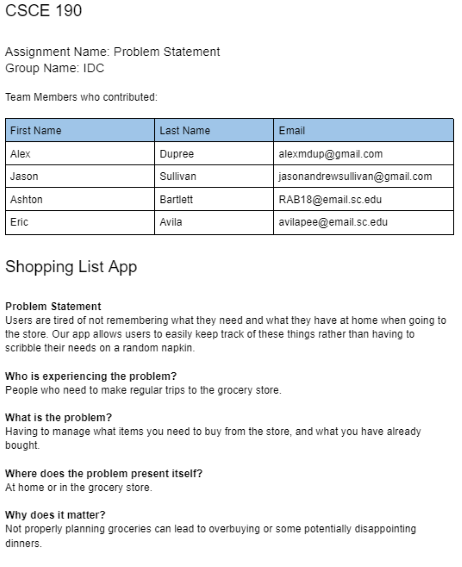 CSCE 190
Assignment Name: Problem Statement
Group Name: IDC
Team Members who contributed:
First Name Last Name Email
Alex Dupree alexmdup@gmail.com
Jason Sullivan jasonandrewsullivan@gmail.com
Ashton Bartlett RAB18@email.sc.edu
Eric Avila avilapee@email.sc.edu
Shopping List App
Problem Statement
Users are tired of not remembering what they need and what they have at home when going to
the store. Our app allows users to easily keep track of these things rather than having to
scribble their needs on a random napkin.
Who is experiencing the problem?
People who need to make regular trips to the grocery store.
What is the problem?
Having to manage what items you need to buy from the store, and what you have already
bought.
Where does the problem present itself?
At home or in the grocery store.
Why does it matter?
Not properly planning groceries can lead to overbuying or some potentially disappointing
dinners.